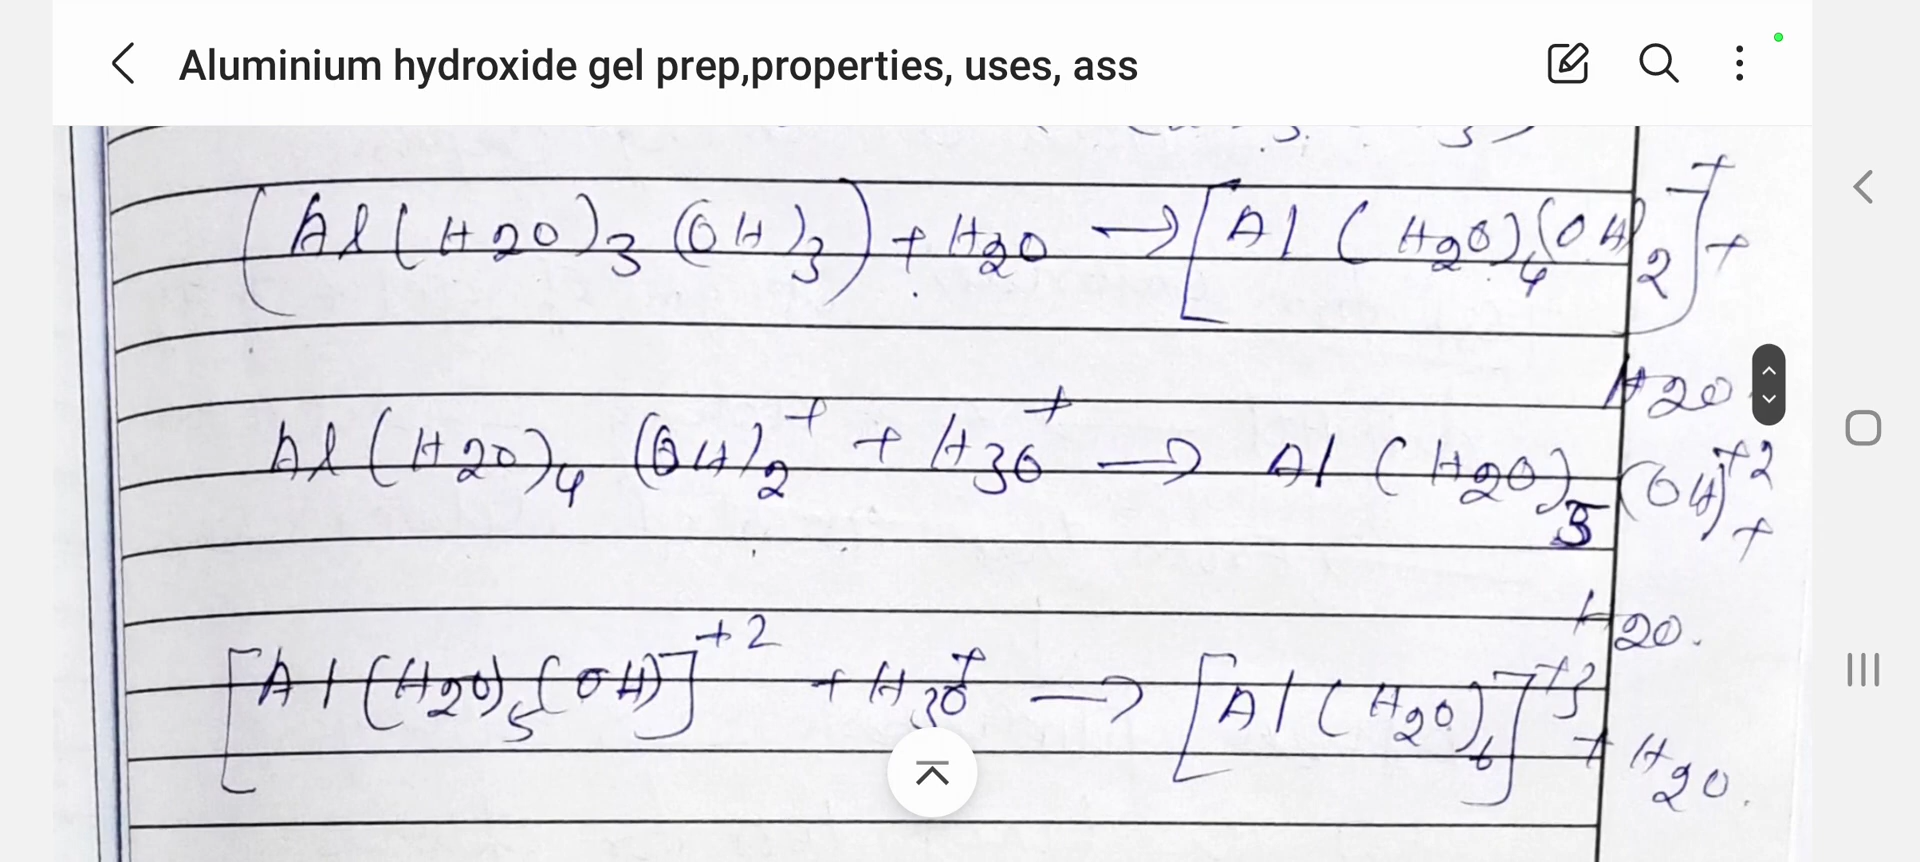 Aluminium hydroxide gel prep,properties, uses, ass
(Al(H2O)3(OH)3) + H2O → [Al(H2O)4(OH)2]+ +
H2O
Al(H2O)4(OH)2+ + H3O+ → Al(H2O)5(OH)+2 +
H2O.
[Al(H2O)5(OH)]+2 + H3O+ → [Al(H2O)6]+3
+ H2O.